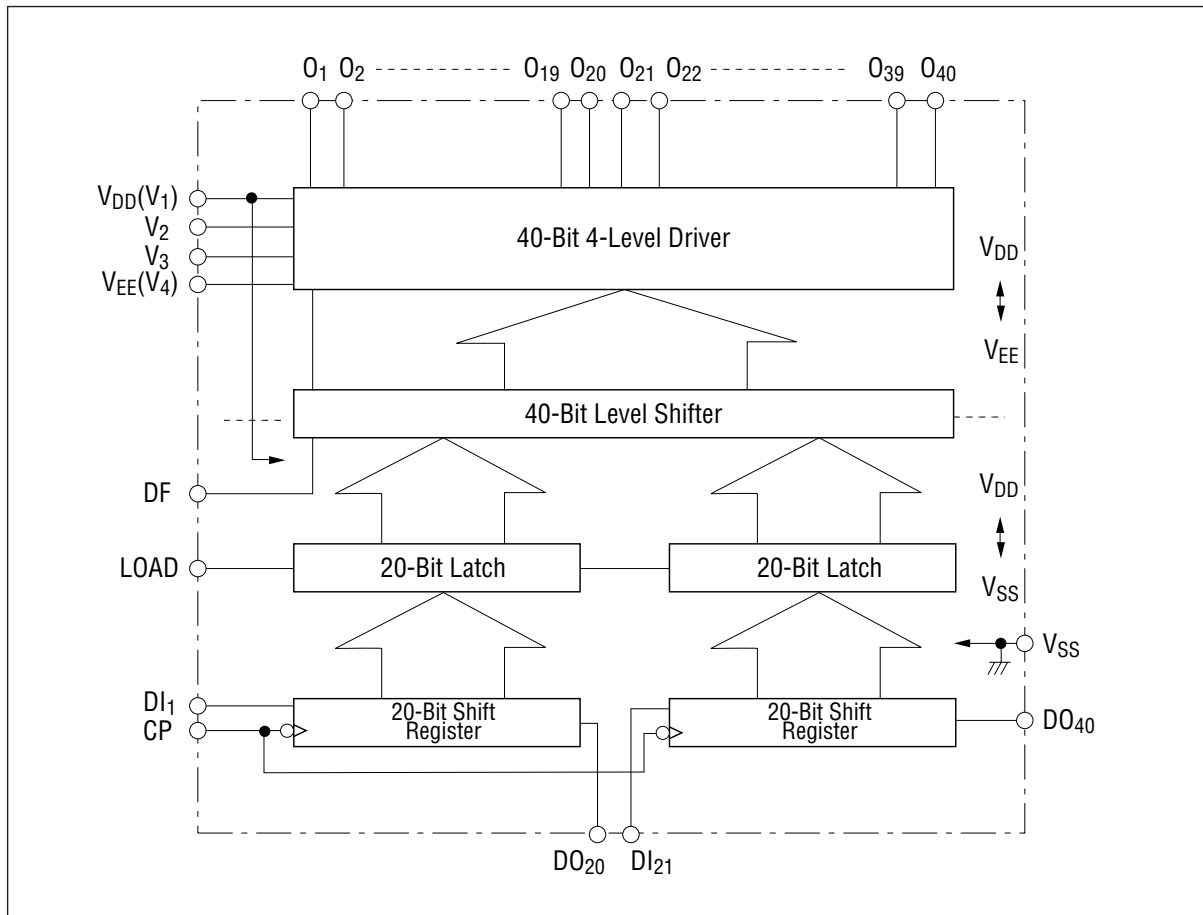 O1 O2 O19 O20 O21 O22 O39 O40
VDD(V1)
V2
V3
VEE(V4)
40-Bit 4-Level Driver
VDD
VEE
40-Bit Level Shifter
DF
VDD
VSS
LOAD
20-Bit Latch
20-Bit Latch
VSS
DI1
CP
20-Bit Shift
Register
20-Bit Shift
Register
DO40
DO20
DI21